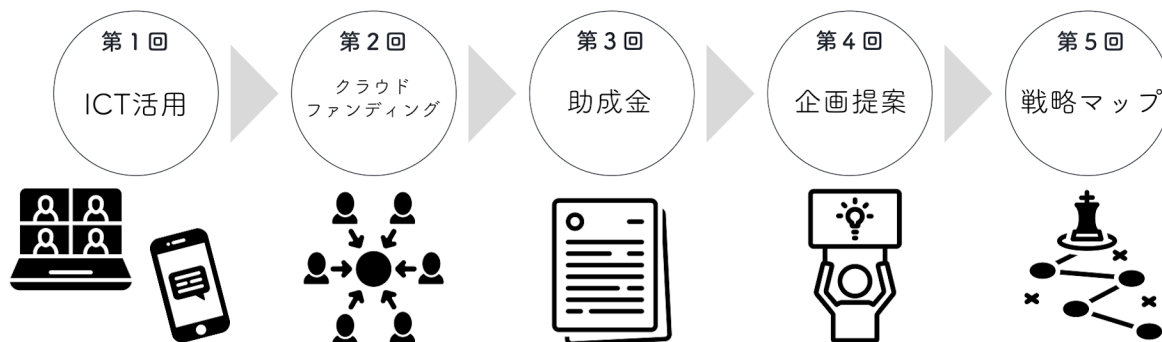 第1回
ICT活用
第2回
クラウド
ファンディング
第3回
助成金
第4回
企画提案
第5回
戦略マップ